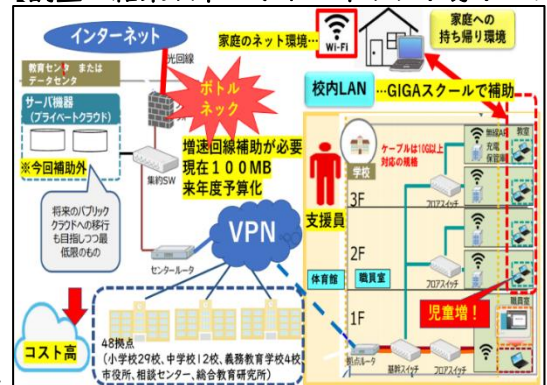 インターネット
家庭のネット環境…
Wi-Fi
家庭への
持ち帰り環境
光回線
教育センタ または
データセンタ
サーバ機器
(プライベートクラウド)
※今回補助外
将来のパブリック
クラウドへの移行
も目指しつつ最
低限のもの
コスト高
ボトル
ネック
増速回線補助が必要
現在100MB
来年度予算化
集約SW
センタールータ
VPN
48拠点
(小学校29校、中学校12校、義務教育学校4校、
市役所、相談センター、総合教育研究所)
校内LAN
…GIGAスクールで補助
ケーブルは10G以上
対応の規格
無線AP
充電
保管庫
教室
学校
支援員
3F
フロアスイッチ
2F
フロアスイッチ
体育館
職員室
児童増!
職員室
1F
拠点ルータ
基幹スイッチ
フロアスイッチ